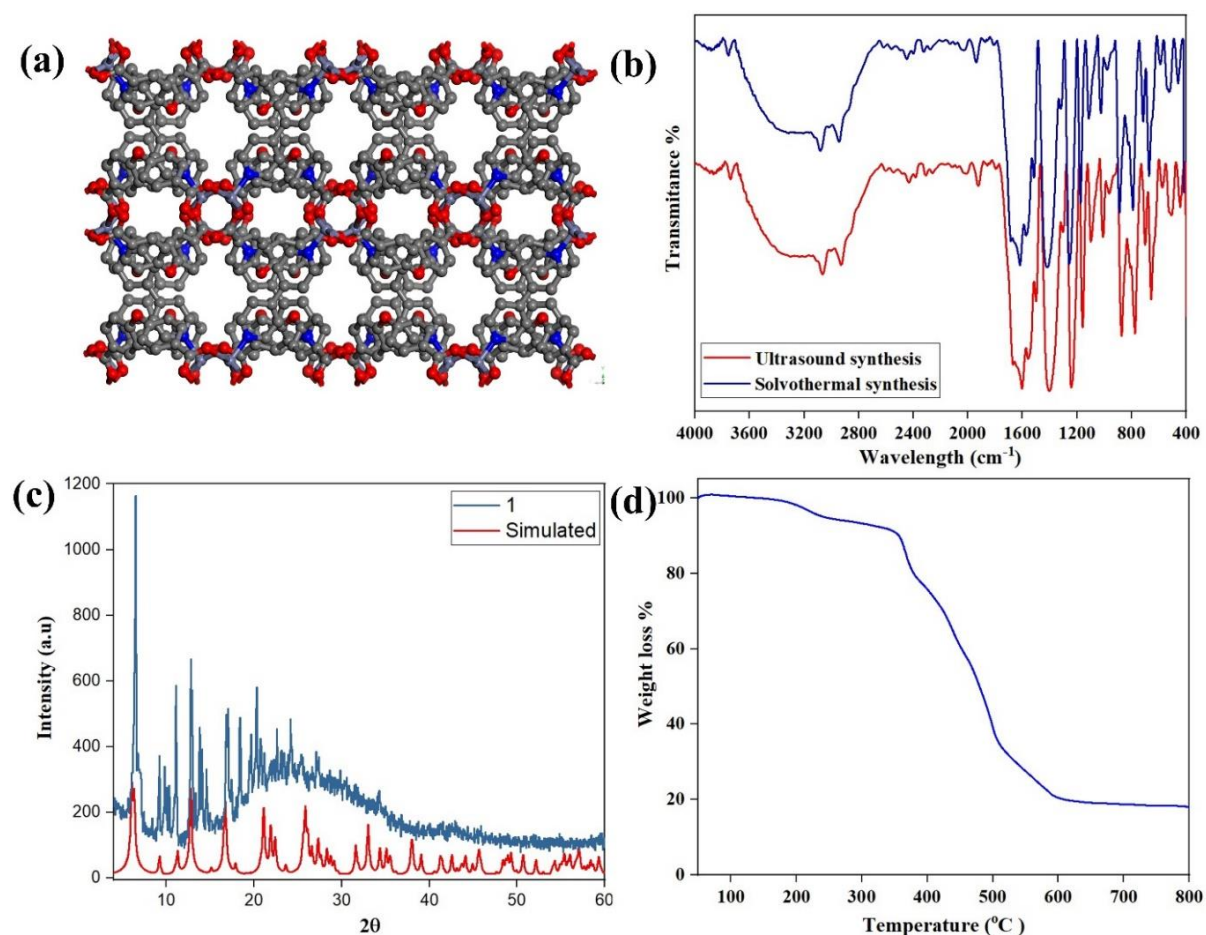 (a)
(b)
Transmitance %
Ultrasound synthesis
Solvothermal synthesis
4000 3600 3200 2800 2400 2000 1600 1200 800 400
Wavelength (cm⁻¹)
(c)
1200
1000
800
600
400
200
0
Intensity (a.u)
1
Simulated
10 20 30 40 50 60
2θ
(d)
100
80
60
40
20
0
Weight loss %
100 200 300 400 500 600 700 800
Temperature (°C )